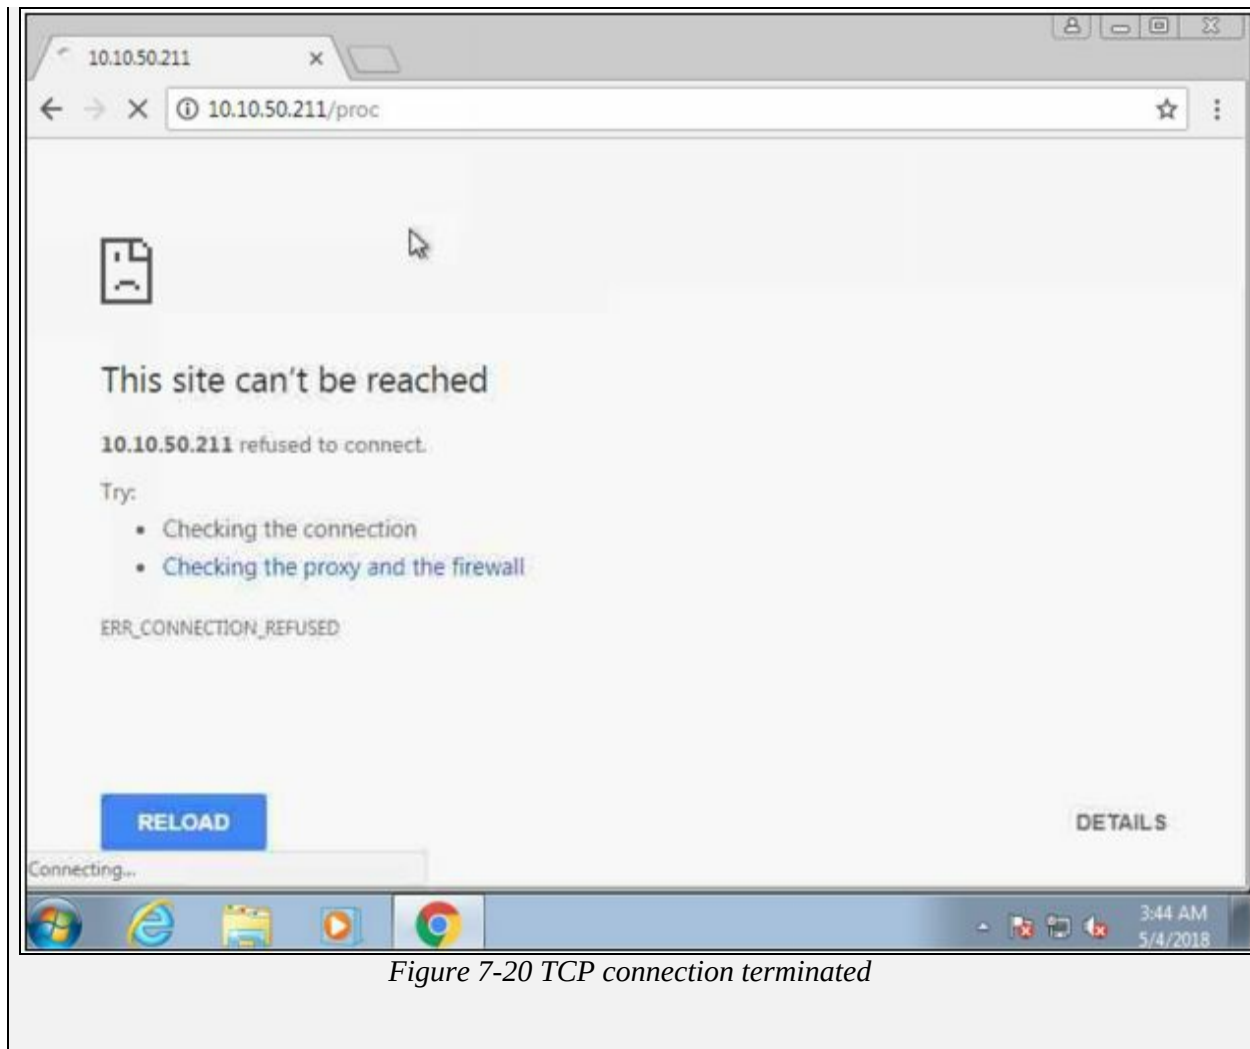 10.10.50.211
10.10.50.211/proc
This site can't be reached
10.10.50.211 refused to connect.
Try:
• Checking the connection
• Checking the proxy and the firewall
ERR_CONNECTION_REFUSED
RELOAD
DETAILS
Connecting...
3:44 AM
5/4/2018
Figure 7-20 TCP connection terminated